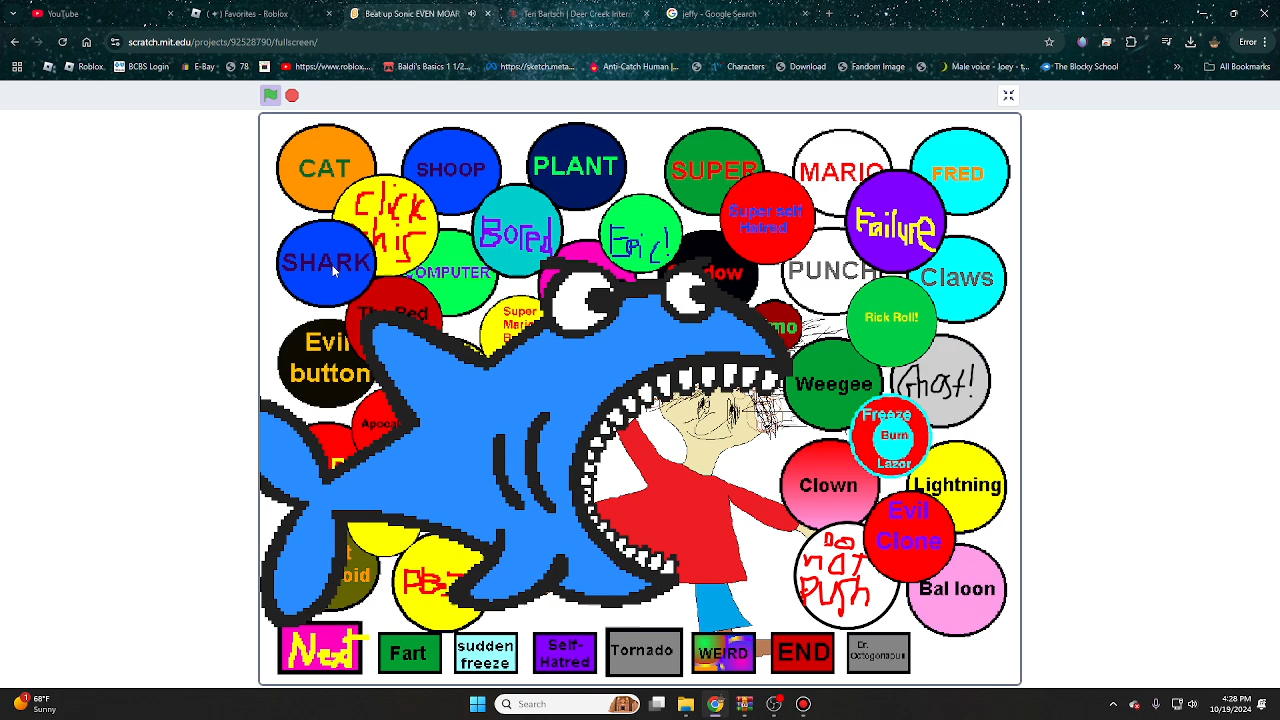 YouTube
(+) Favorites - Roblox
Beat up Sonic EVEN MOAR
Teri Bartsch | Deer Creek Intern
jeffy - Google Search
scratch.mit.edu/projects/92528790/fullscreen/
Error
Roblox
BCBS Login
E-Bay
78
https://www.roblox...
Baldi's Basics 1 1/2...
https://sketch.meta...
Anti-Catch Human |...
Characters
Download
Fandom Image
Male voice - Joey - t...
The Blocky School
All Bookmarks
CAT
SHOOP
PLANT
SUPER
MARIO
FRED
Click
this
Bored
Epic!
Super self
Hatred
Failure
SHARK
COMPUTER
PUNCH
Claws
The Red
Super
Mario
Rick Roll!
Evil
button
Weegee
Ghost!
Freeze
Burn
Lazor
Clown
Lightning
Evil
Clone
Do
not
Push
Bal loon
Next
Fart
sudden
freeze
Self-
Hatred
Tornado
WEIRD
END
Dr.
Octogonapus
68°F
Sunny
Search
4:28 PM
10/19/2024